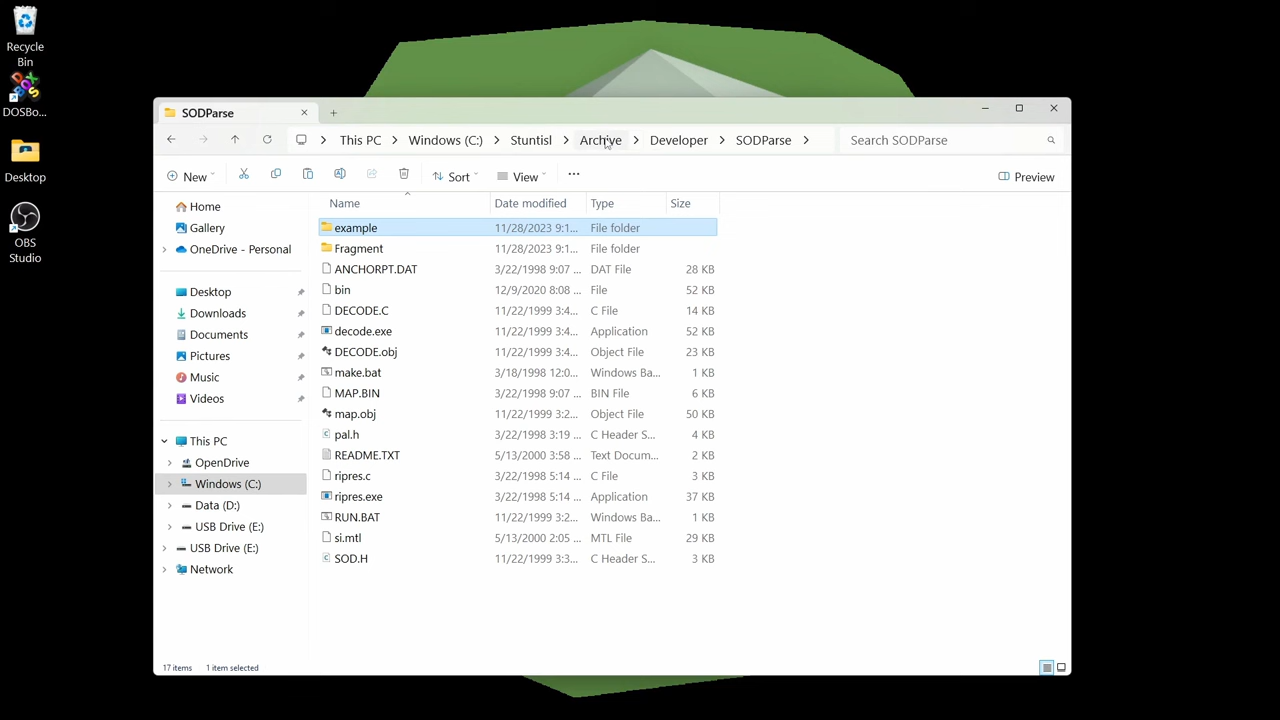 Recycle
Bin
DOSBo...
Desktop
OBS
Studio
SODParse
This PC
Windows (C:)
Stuntisl
Archive
Developer
SODParse
Search SODParse
New
Sort
View
Preview
Name
Date modified
Type
Size
Home
Gallery
OneDrive - Personal
Desktop
Downloads
Documents
Pictures
Music
Videos
This PC
OpenDrive
Windows (C:)
Data (D:)
USB Drive (E:)
USB Drive (E:)
Network
example 11/28/2023 9:1... File folder
Fragment 11/28/2023 9:1... File folder
ANCHORPT.DAT 3/22/1998 9:07 ... DAT File 28 KB
bin 12/9/2020 8:08 ... File 52 KB
DECODE.C 11/22/1999 3:4... C File 14 KB
decode.exe 11/22/1999 3:4... Application 52 KB
DECODE.obj 11/22/1999 3:4... Object File 23 KB
make.bat 3/18/1998 12:0... Windows Ba... 1 KB
MAP.BIN 3/22/1998 9:07 ... BIN File 6 KB
map.obj 11/22/1999 3:2... Object File 50 KB
pal.h 3/22/1998 3:19 ... C Header S... 4 KB
README.TXT 5/13/2000 3:58 ... Text Docum... 2 KB
ripres.c 3/22/1998 5:14 ... C File 3 KB
ripres.exe 3/22/1998 5:14 ... Application 37 KB
RUN.BAT 11/22/1999 3:2... Windows Ba... 1 KB
si.mtl 5/13/2000 2:05 ... MTL File 29 KB
SOD.H 11/22/1999 3:3... C Header S... 3 KB
17 items 1 item selected